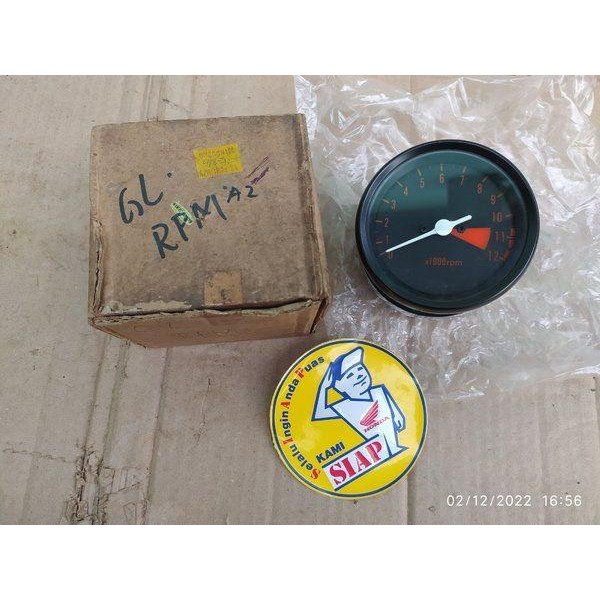 GL.
RPM A2
0
1
2
3
4
5
6
7
8
9
10
11
12
x1000rpm
Selalu Ingin Anda Puas
KAMI
SIAP
HONDA
02/12/2022 16:56